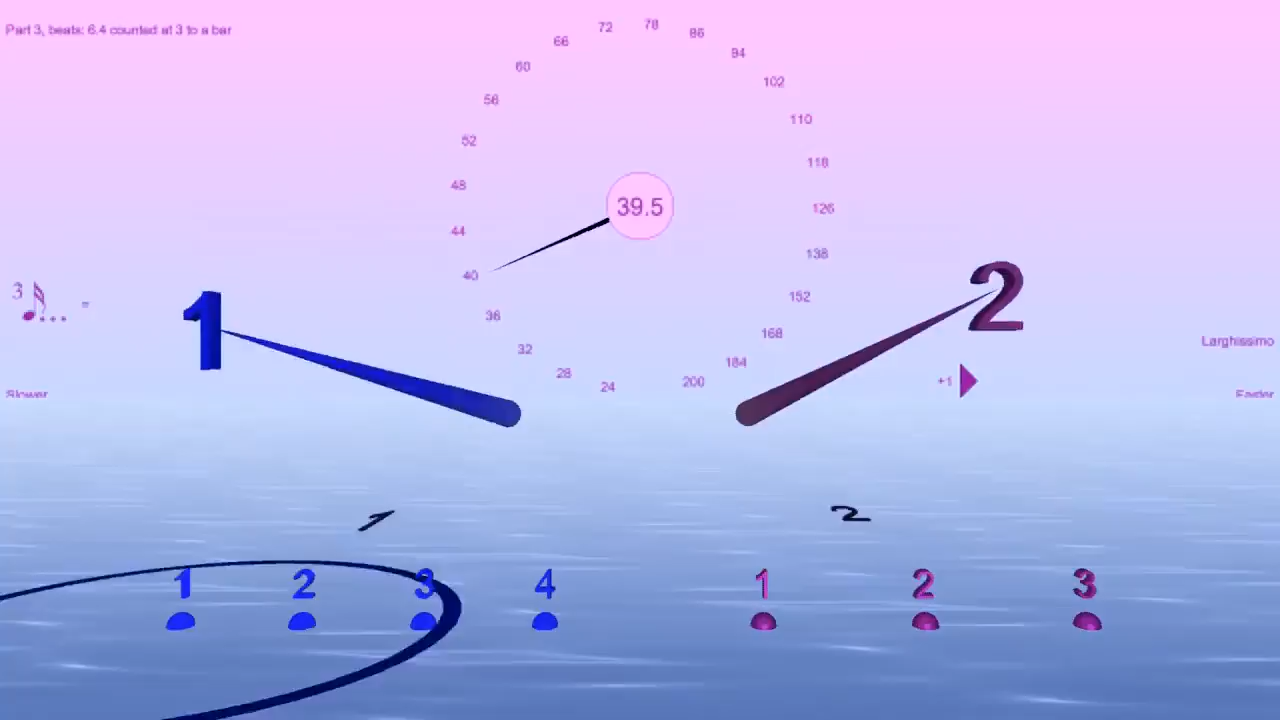 Part 3, beats: 6.4 counted at 3 to a bar
72 78 86
66 94
60 102
56 110
52 118
48 126
39.5
44 138
40 152
36 168
32 184
28 24 200
3 =
1 2
Larghissimo
+1
Slower Faster
1 2
1 2 3 4 1 2 3